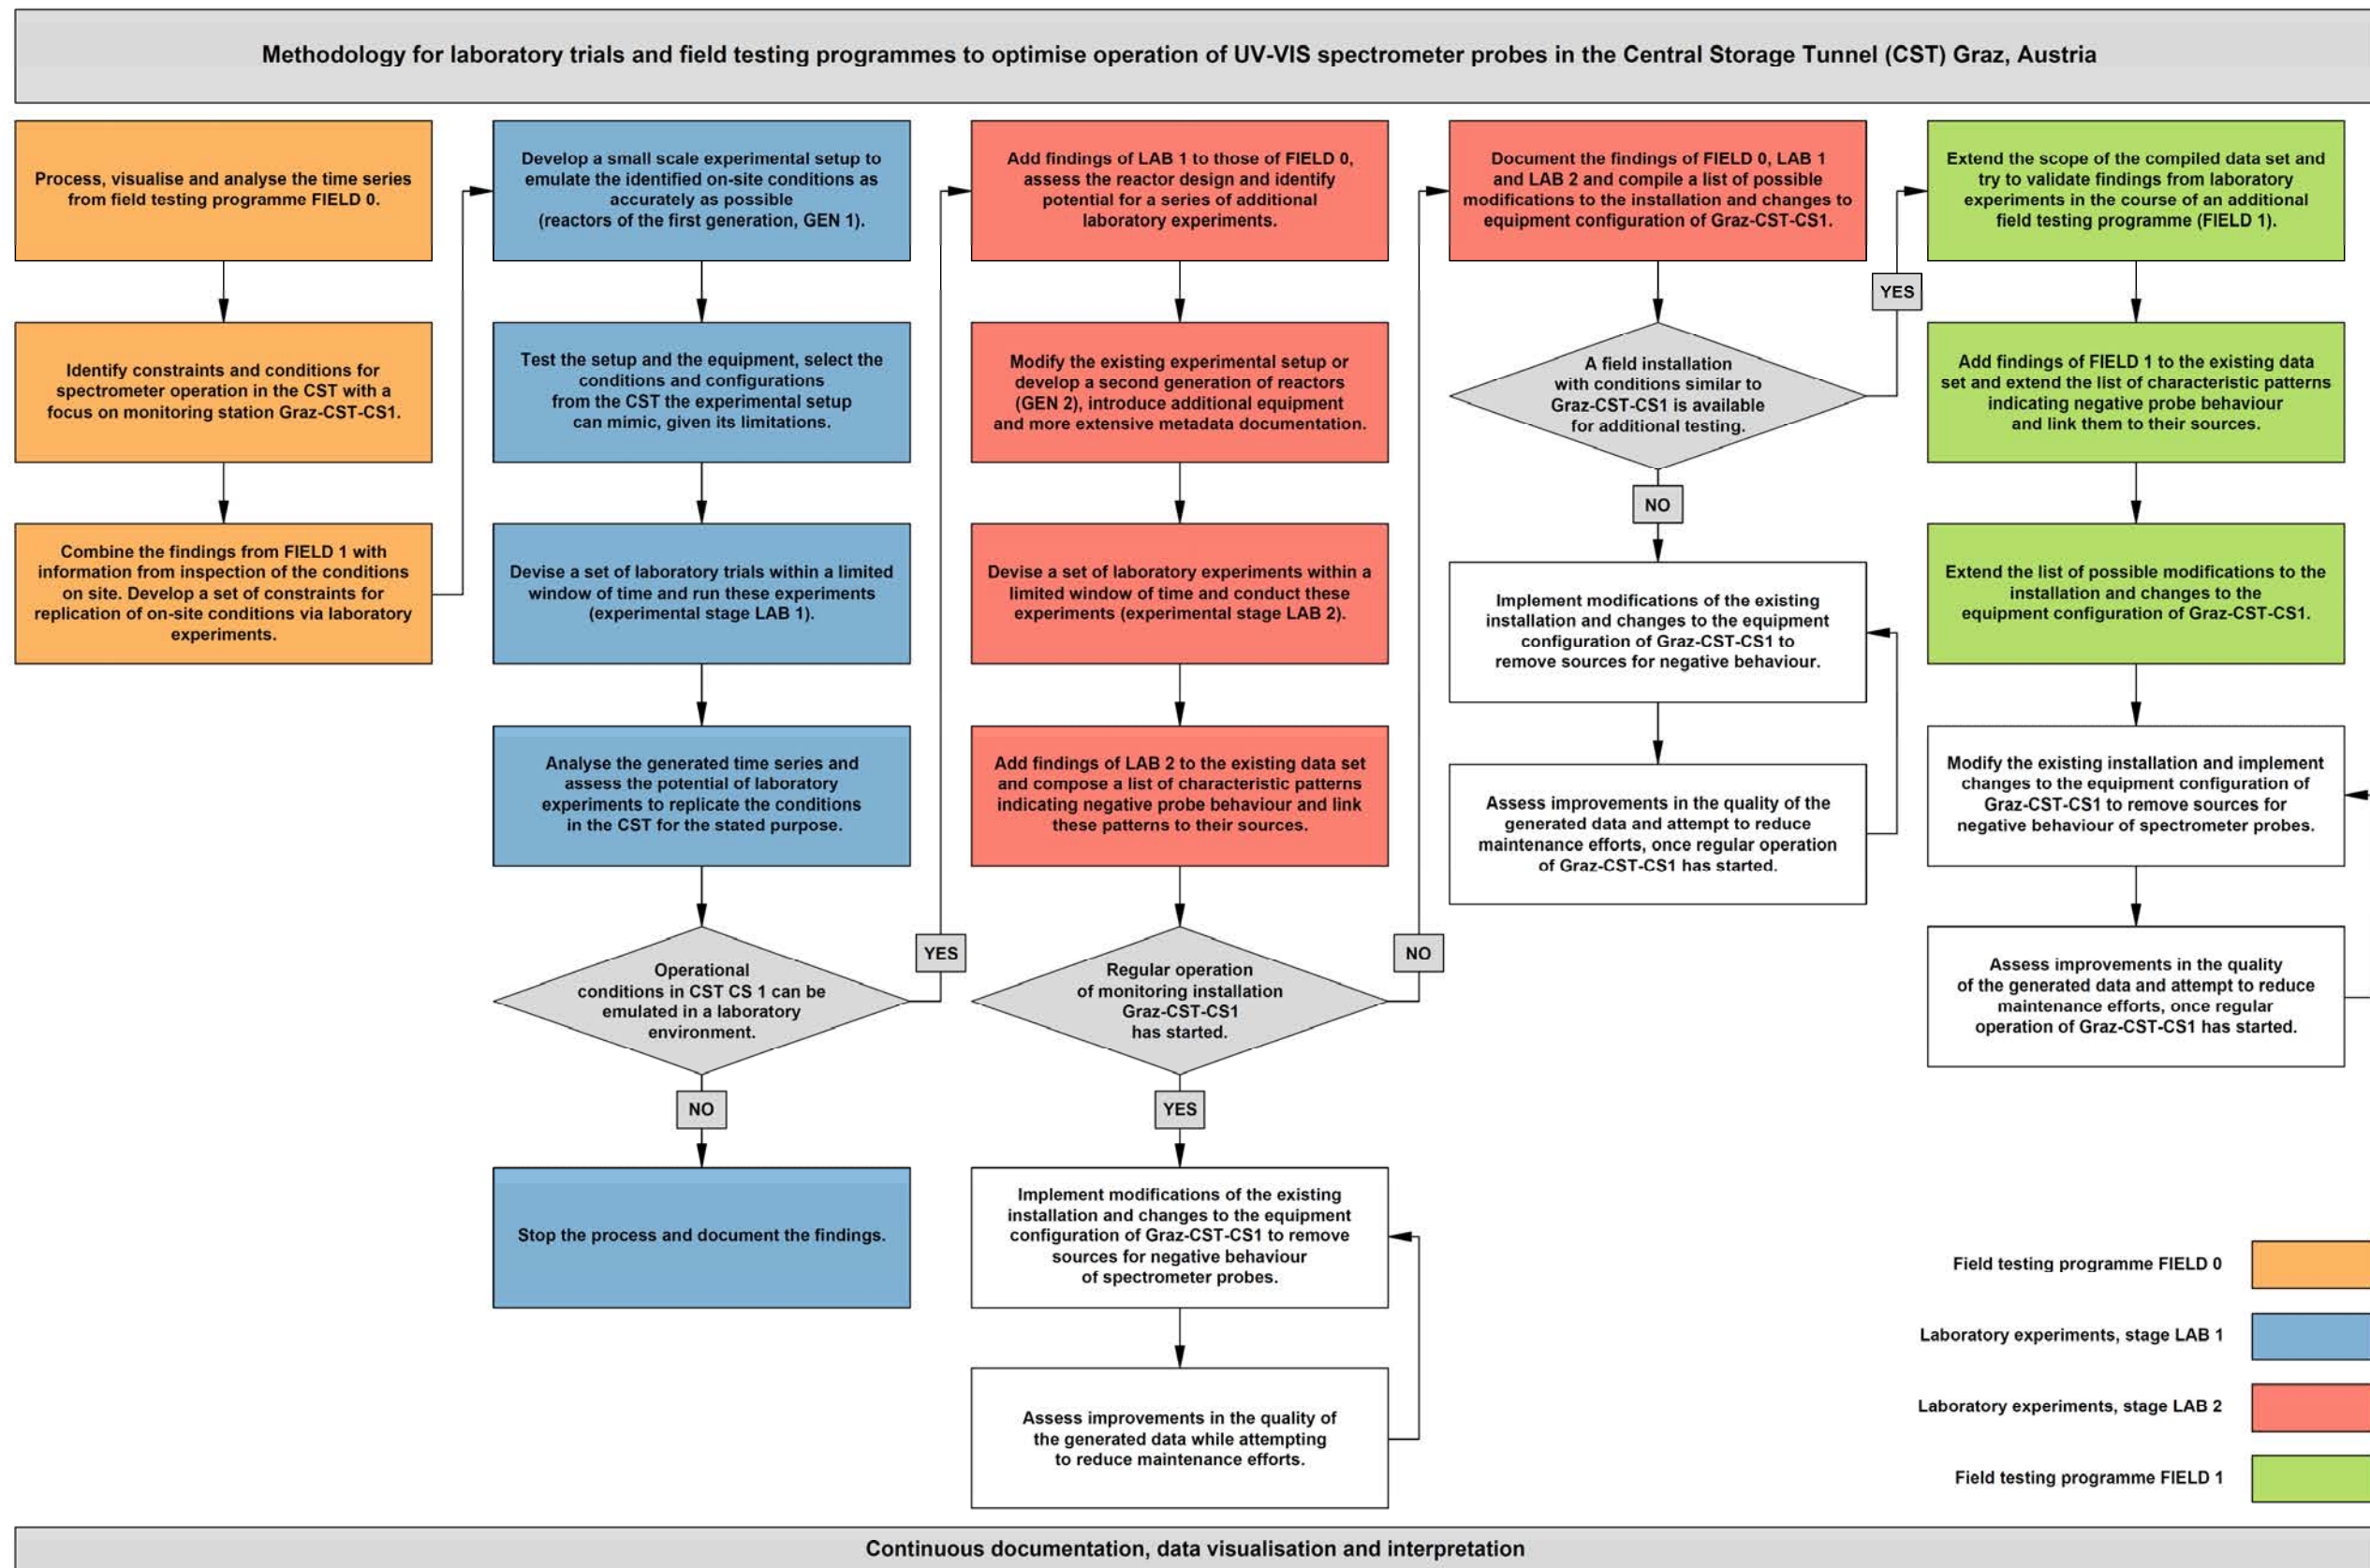 Methodology for laboratory trials and field testing programmes to optimise operation of UV-VIS spectrometer probes in the Central Storage Tunnel (CST) Graz, Austria
Process, visualise and analyse the time series
from field testing programme FIELD 0.
Identify constraints and conditions for
spectrometer operation in the CST with a
focus on monitoring station Graz-CST-CS1.
Combine the findings from FIELD 1 with
information from inspection of the conditions
on site. Develop a set of constraints for
replication of on-site conditions via laboratory
experiments.
Develop a small scale experimental setup to
emulate the identified on-site conditions as
accurately as possible
(reactors of the first generation, GEN 1).
Test the setup and the equipment, select the
conditions and configurations
from the CST the experimental setup
can mimic, given its limitations.
Devise a set of laboratory trials within a limited
window of time and run these experiments
(experimental stage LAB 1).
Analyse the generated time series and
assess the potential of laboratory
experiments to replicate the conditions
in the CST for the stated purpose.
Operational
conditions in CST CS 1 can be
emulated in a laboratory
environment.
YES
NO
Stop the process and document the findings.
Add findings of LAB 1 to those of FIELD 0,
assess the reactor design and identify
potential for a series of additional
laboratory experiments.
Modify the existing experimental setup or
develop a second generation of reactors
(GEN 2), introduce additional equipment
and more extensive metadata documentation.
Devise a set of laboratory experiments within a
limited window of time and conduct these
experiments (experimental stage LAB 2).
Add findings of LAB 2 to the existing data set
and compose a list of characteristic patterns
indicating negative probe behaviour and link
these patterns to their sources.
Regular operation
of monitoring installation
Graz-CST-CS1
has started.
NO
YES
Implement modifications of the existing
installation and changes to the equipment
configuration of Graz-CST-CS1 to remove
sources for negative behaviour
of spectrometer probes.
Assess improvements in the quality of
the generated data while attempting
to reduce maintenance efforts.
Document the findings of FIELD 0, LAB 1
and LAB 2 and compile a list of possible
modifications to the installation and changes to
equipment configuration of Graz-CST-CS1.
A field installation
with conditions similar to
Graz-CST-CS1 is available
for additional testing.
YES
NO
Implement modifications of the existing
installation and changes to the equipment
configuration of Graz-CST-CS1 to
remove sources for negative behaviour.
Assess improvements in the quality of the
generated data and attempt to reduce
maintenance efforts, once regular operation
of Graz-CST-CS1 has started.
Extend the scope of the compiled data set and
try to validate findings from laboratory
experiments in the course of an additional
field testing programme (FIELD 1).
Add findings of FIELD 1 to the existing data
set and extend the list of characteristic patterns
indicating negative probe behaviour
and link them to their sources.
Extend the list of possible modifications to the
installation and changes to the
equipment configuration of Graz-CST-CS1.
Modify the existing installation and implement
changes to the equipment configuration of
Graz-CST-CS1 to remove sources for
negative behaviour of spectrometer probes.
Assess improvements in the quality
of the generated data and attempt to reduce
maintenance efforts, once regular
operation of Graz-CST-CS1 has started.
Field testing programme FIELD 0
Laboratory experiments, stage LAB 1
Laboratory experiments, stage LAB 2
Field testing programme FIELD 1
Continuous documentation, data visualisation and interpretation